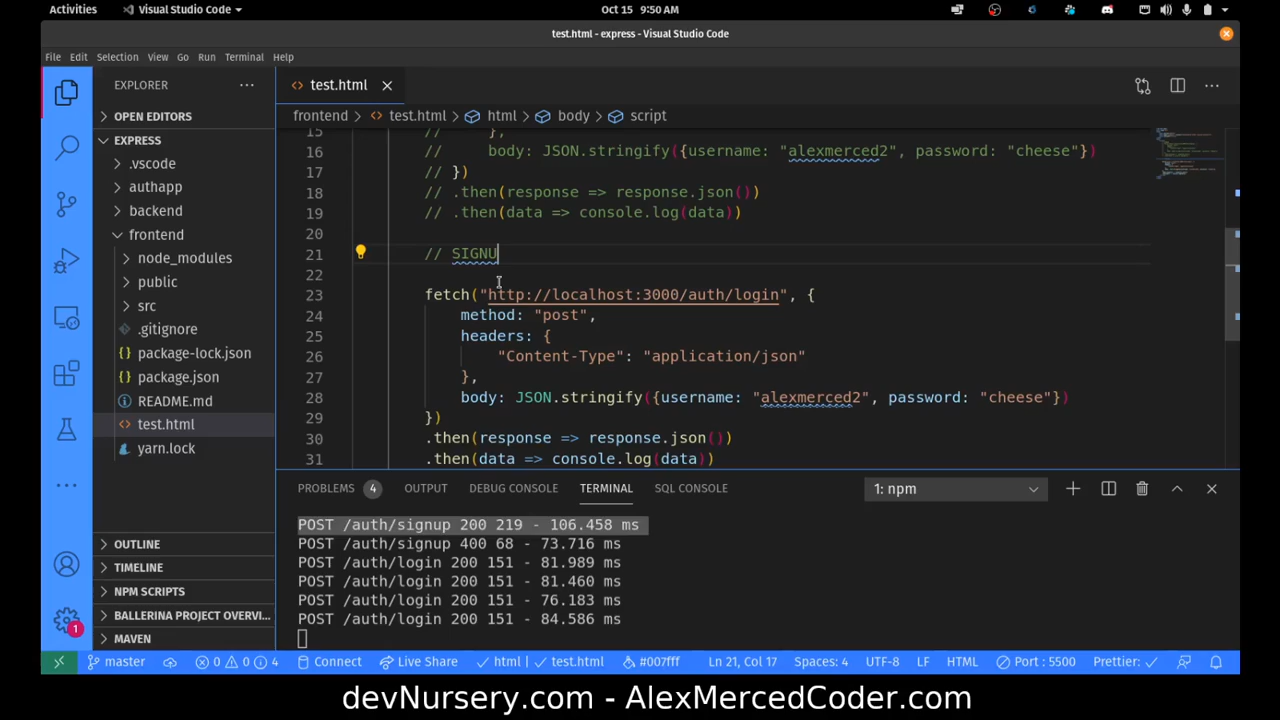 Activities Visual Studio Code Oct 15 9:50 AM
test.html - express - Visual Studio Code
File Edit Selection View Go Run Terminal Help
EXPLORER
OPEN EDITORS
EXPRESS
.vscode
authapp
backend
frontend
node_modules
public
src
.gitignore
package-lock.json
package.json
README.md
test.html
yarn.lock
OUTLINE
TIMELINE
NPM SCRIPTS
BALLERINA PROJECT OVERVI...
MAVEN
<> test.html
frontend > <> test.html > html > body > script
15 // },
16 // body: JSON.stringify({username: "alexmerced2", password: "cheese"})
17 // })
18 // .then(response => response.json())
19 // .then(data => console.log(data))
20
21 // SIGNU
22
23 fetch("http://localhost:3000/auth/login", {
24 method: "post",
25 headers: {
26 "Content-Type": "application/json"
27 },
28 body: JSON.stringify({username: "alexmerced2", password: "cheese"})
29 })
30 .then(response => response.json())
31 .then(data => console.log(data))
PROBLEMS 4 OUTPUT DEBUG CONSOLE TERMINAL SQL CONSOLE 1: npm
POST /auth/signup 200 219 - 106.458 ms
POST /auth/signup 400 68 - 73.716 ms
POST /auth/login 200 151 - 81.989 ms
POST /auth/login 200 151 - 81.460 ms
POST /auth/login 200 151 - 76.183 ms
POST /auth/login 200 151 - 84.586 ms
1
master 0 0 4 Connect Live Share html test.html #007fff Ln 21, Col 17 Spaces: 4 UTF-8 LF HTML Port : 5500 Prettier:
devNursery.com - AlexMercedCoder.com